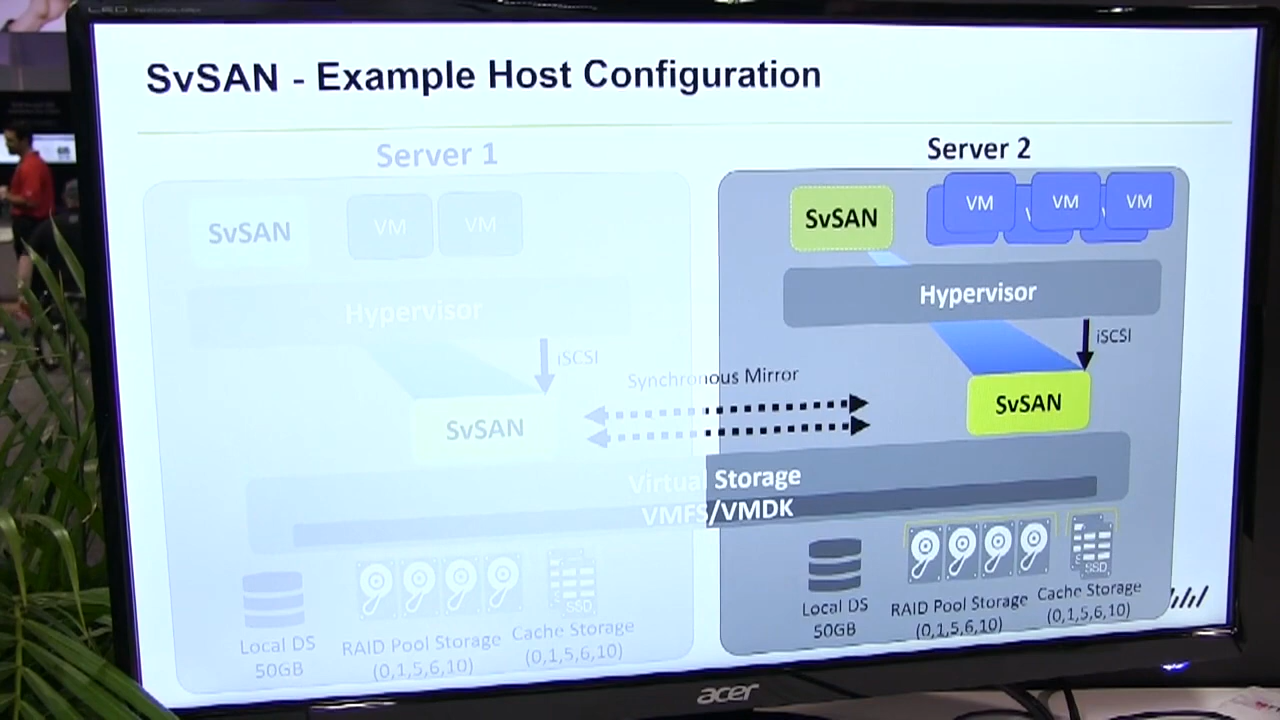 SvSAN - Example Host Configuration
Server 1
SvSAN
VM
VM
Hypervisor
iSCSI
SvSAN
Synchronous Mirror
Server 2
SvSAN
VM
VM
VM
Hypervisor
iSCSI
SvSAN
Virtual Storage
VMFS/VMDK
Local DS
50GB
RAID Pool Storage
(0,1,5,6,10)
SSD
Cache Storage
(0,1,5,6,10)
Local DS
50GB
RAID Pool Storage
(0,1,5,6,10)
SSD
Cache Storage
(0,1,5,6,10)
acer